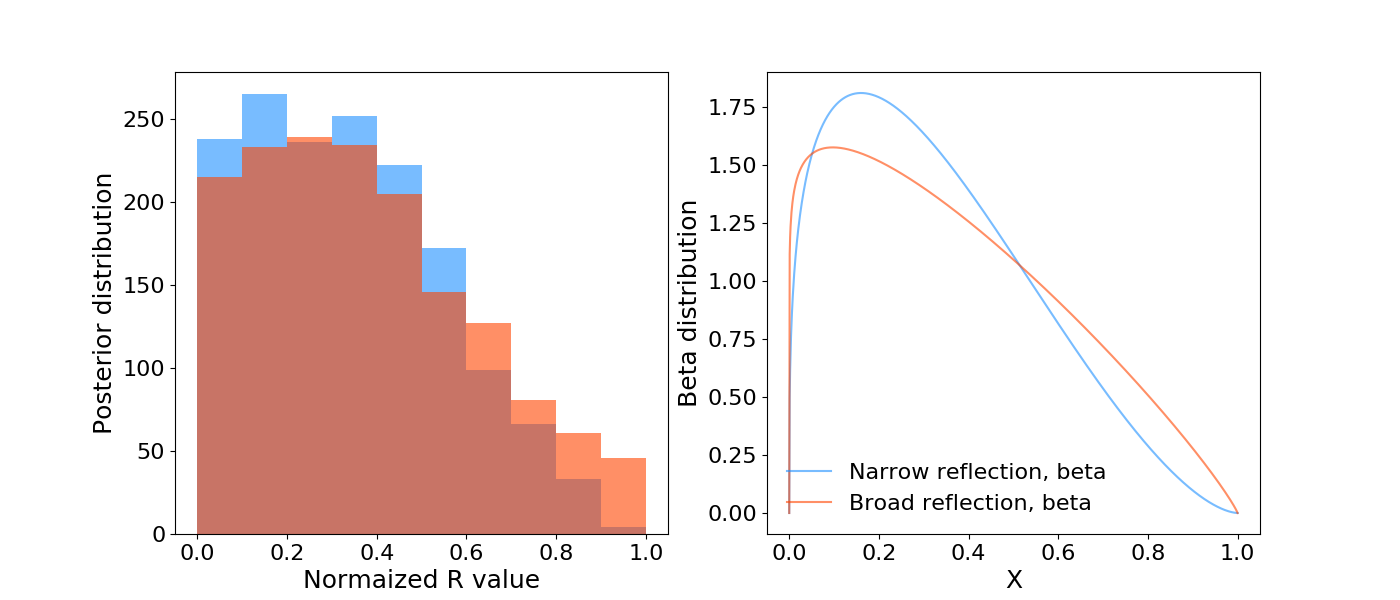 Posterior distribution
250
200
150
100
50
0
0.0 0.2 0.4 0.6 0.8 1.0
Normaized R value
Beta distribution
1.75
1.50
1.25
1.00
0.75
0.50
0.25
0.00
Narrow reflection, beta
Broad reflection, beta
0.0 0.2 0.4 0.6 0.8 1.0
X